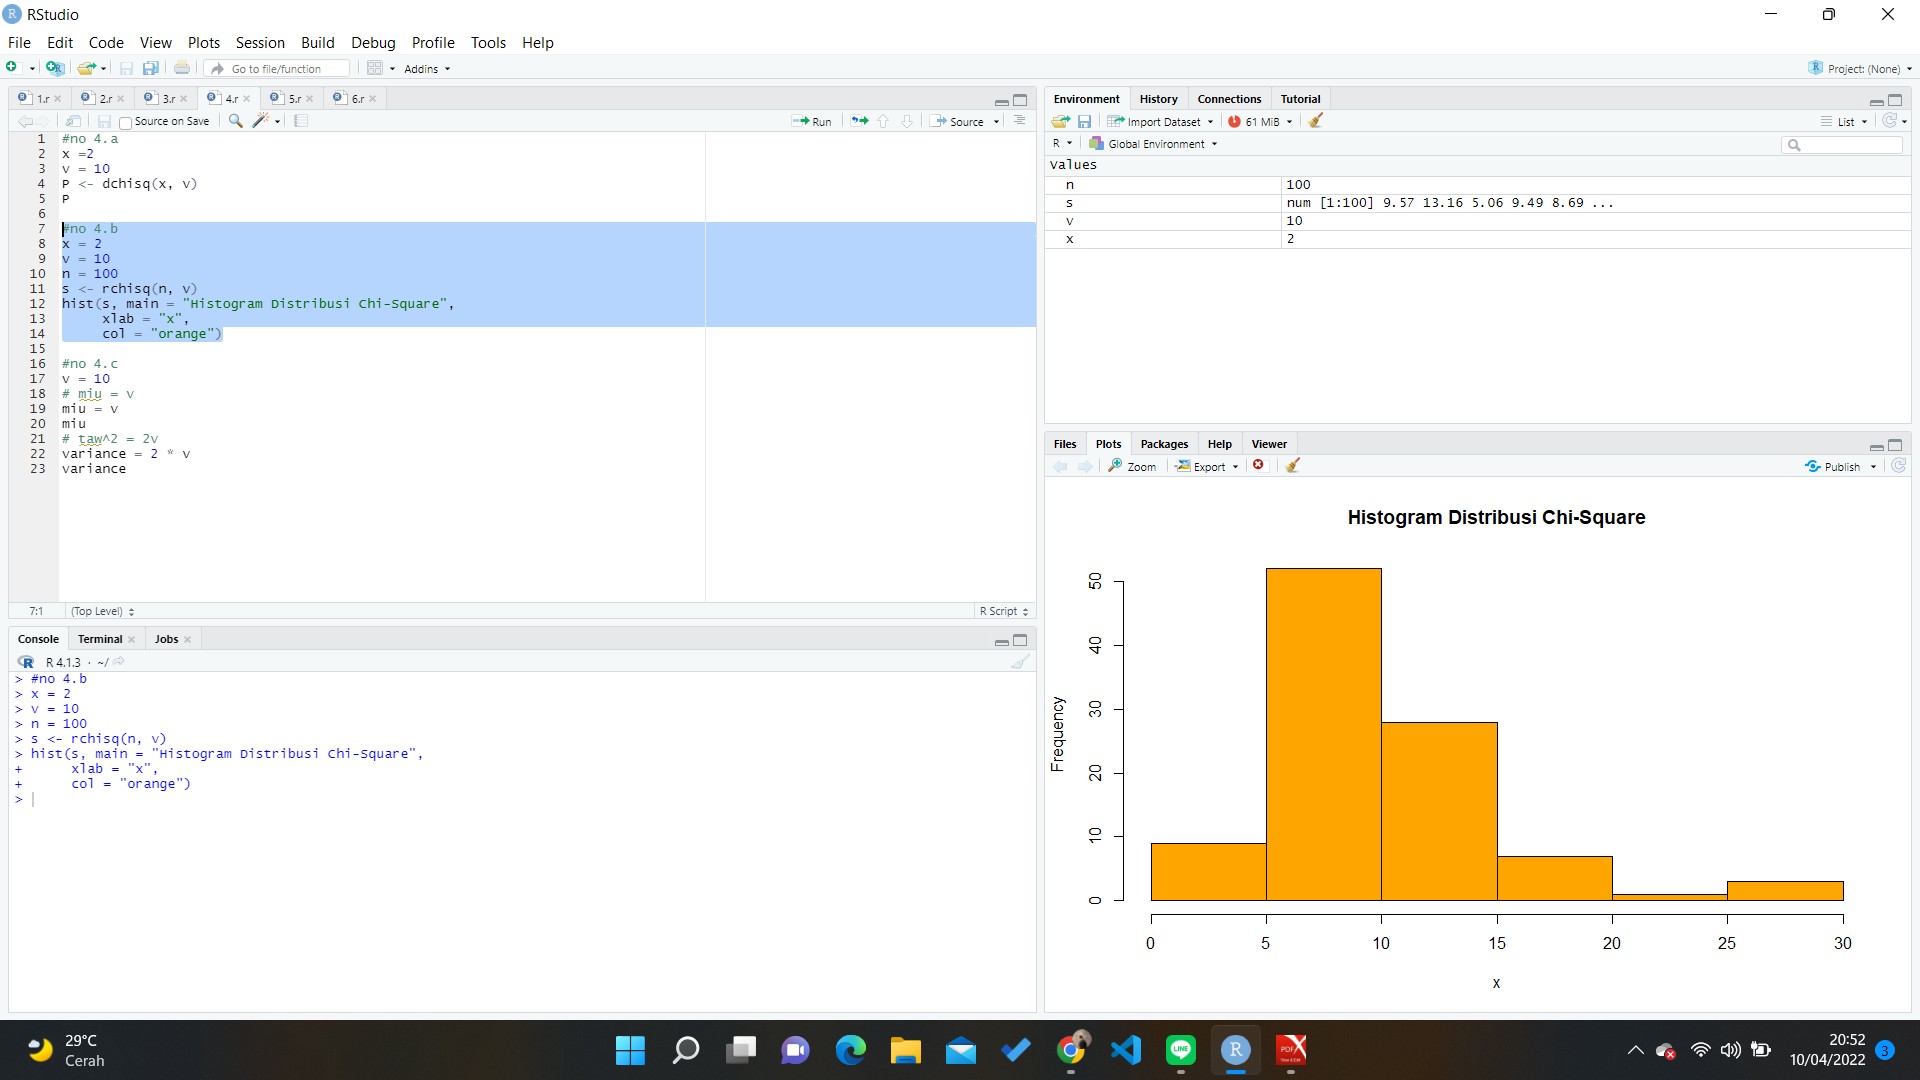 RStudio
File Edit Code View Plots Session Build Debug Profile Tools Help
Go to file/function Addins Project: (None)
1.r 2.r 3.r 4.r 5.r 6.r
Source on Save Run Source
1 #no 4.a
2 x =2
3 v = 10
4 P <- dchisq(x, v)
5 P
6
7 #no 4.b
8 x = 2
9 v = 10
10 n = 100
11 s <- rchisq(n, v)
12 hist(s, main = "Histogram Distribusi Chi-Square",
13 xlab = "x",
14 col = "orange")
15
16 #no 4.c
17 v = 10
18 # miu = v
19 miu = v
20 miu
21 # taw^2 = 2v
22 variance = 2 * v
23 variance
7:1 (Top Level) R Script
Console Terminal Jobs
R 4.1.3 · ~/
> #no 4.b
> x = 2
> v = 10
> n = 100
> s <- rchisq(n, v)
> hist(s, main = "Histogram Distribusi Chi-Square",
+ xlab = "x",
+ col = "orange")
>
Environment History Connections Tutorial
Import Dataset 61 MiB List
R Global Environment
Values
n 100
s num [1:100] 9.57 13.16 5.06 9.49 8.69 ...
v 10
x 2
Files Plots Packages Help Viewer
Zoom Export Publish
Histogram Distribusi Chi-Square
Frequency
50
40
30
20
10
0
0 5 10 15 20 25 30
x
29°C
Cerah
LINE
R
PDF
20:52
10/04/2022
3